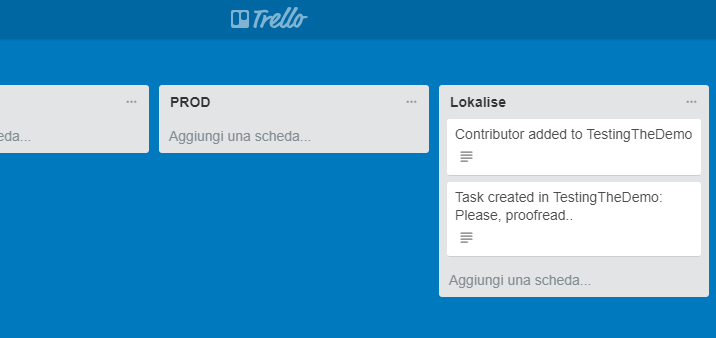 Trello
PROD
Lokalise
eda...
Aggiungi una scheda...
Contributor added to TestingTheDemo
Task created in TestingTheDemo:
Please, proofread..
Aggiungi una scheda...